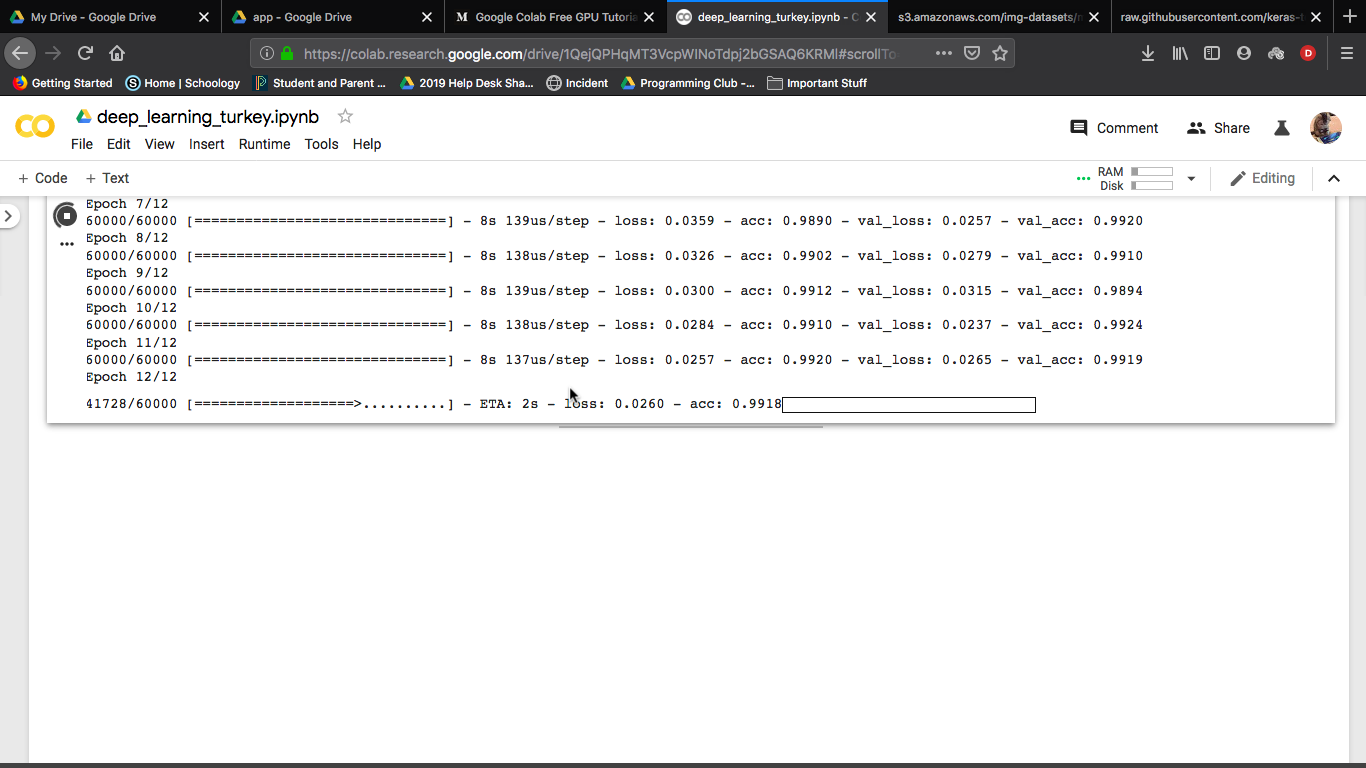 My Drive - Google Drive
app - Google Drive
Google Colab Free GPU Tutoria
deep_learning_turkey.ipynb - C
s3.amazonaws.com/img-datasets/
raw.githubusercontent.com/keras-
https://colab.research.google.com/drive/1QejQPHqMT3VcpWINoTdpj2bGSAQ6KRMl#scrollTo
D
Getting Started
Home | Schoology
Student and Parent ...
2019 Help Desk Sha...
Incident
Programming Club -...
Important Stuff
deep_learning_turkey.ipynb
Comment
Share
File Edit View Insert Runtime Tools Help
+ Code + Text
RAM
Disk
Editing
Epoch 7/12
60000/60000 [==============================] - 8s 139us/step - loss: 0.0359 - acc: 0.9890 - val_loss: 0.0257 - val_acc: 0.9920
Epoch 8/12
60000/60000 [==============================] - 8s 138us/step - loss: 0.0326 - acc: 0.9902 - val_loss: 0.0279 - val_acc: 0.9910
Epoch 9/12
60000/60000 [==============================] - 8s 139us/step - loss: 0.0300 - acc: 0.9912 - val_loss: 0.0315 - val_acc: 0.9894
Epoch 10/12
60000/60000 [==============================] - 8s 138us/step - loss: 0.0284 - acc: 0.9910 - val_loss: 0.0237 - val_acc: 0.9924
Epoch 11/12
60000/60000 [==============================] - 8s 137us/step - loss: 0.0257 - acc: 0.9920 - val_loss: 0.0265 - val_acc: 0.9919
Epoch 12/12
41728/60000 [===================>..........] - ETA: 2s - loss: 0.0260 - acc: 0.9918